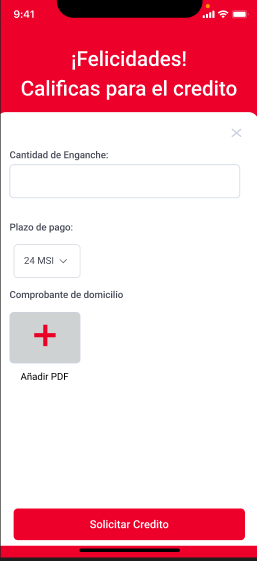 9:41
¡Felicidades!
Calificas para el credito
Cantidad de Enganche:
Plazo de pago:
24 MSI
Comprobante de domicilio
Añadir PDF
Solicitar Credito